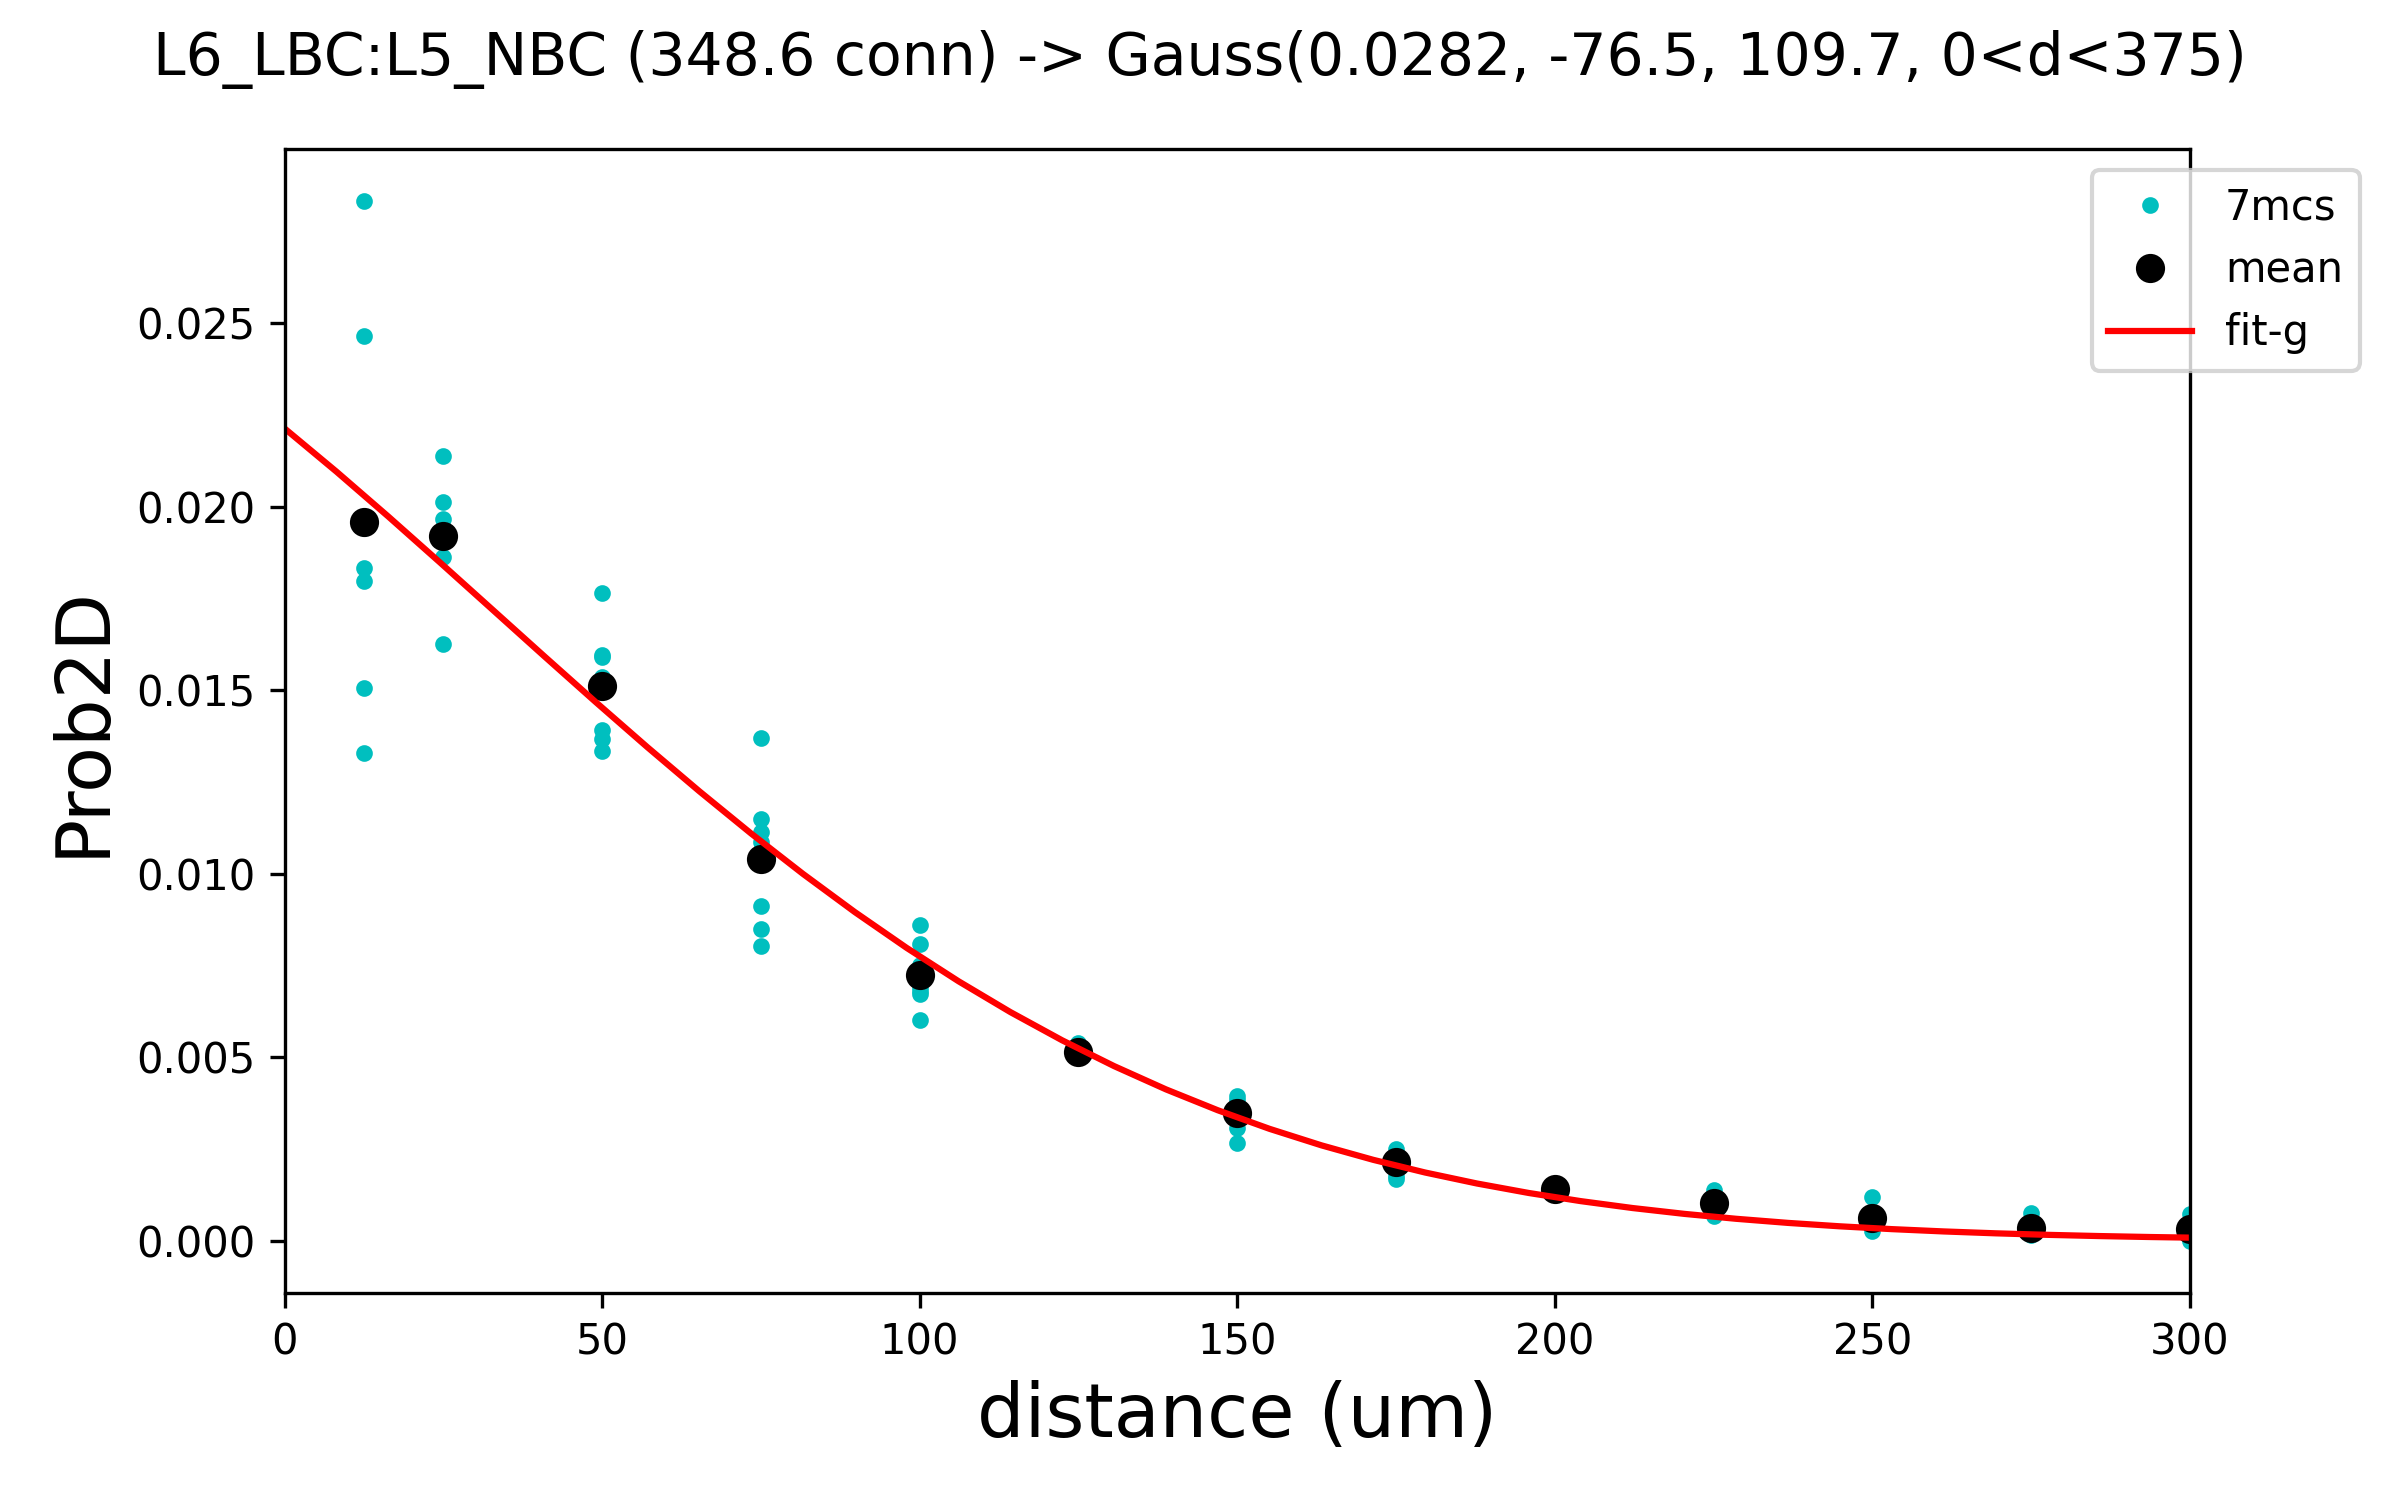 L6_LBC:L5_NBC (348.6 conn) -> Gauss(0.0282, -76.5, 109.7, 0<d<375)
7mcs
mean
fit-g
0.025
0.020
0.015
0.010
0.005
0.000
Prob2D
0 50 100 150 200 250 300
distance (um)